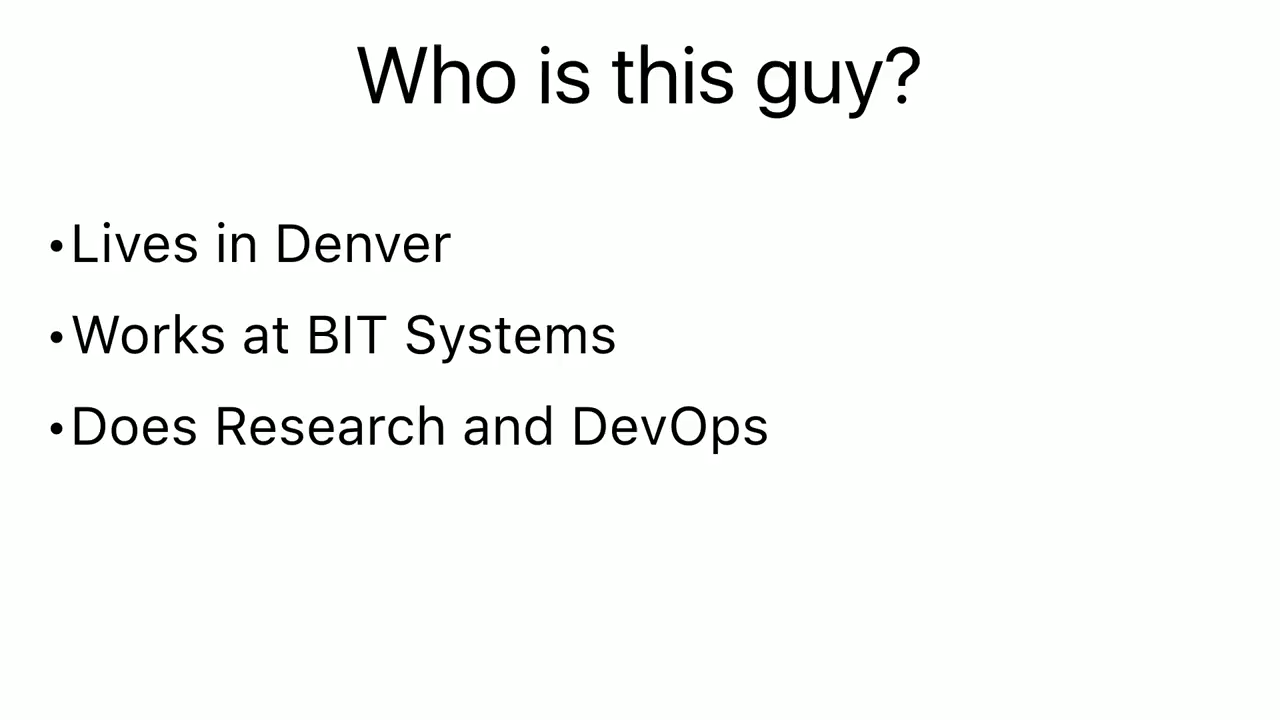 Who is this guy?
•Lives in Denver
•Works at BIT Systems
•Does Research and DevOps